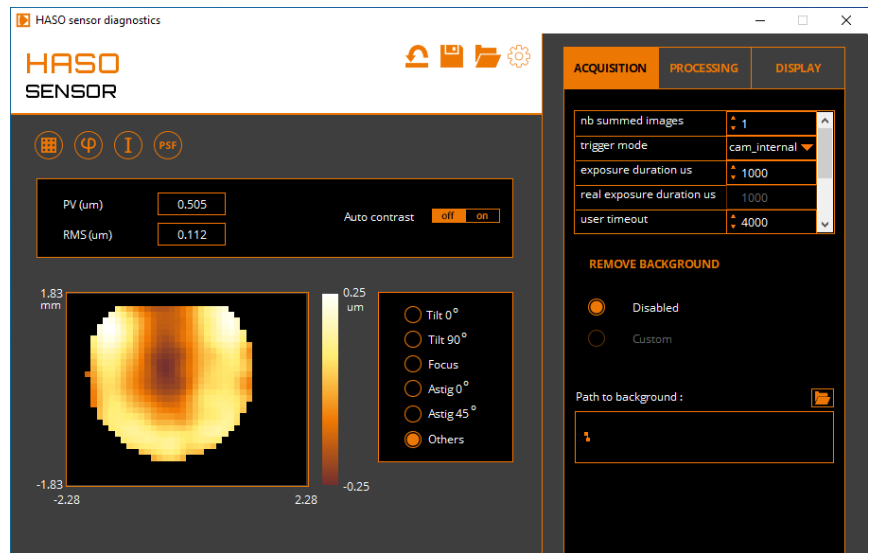 HASO sensor diagnostics
HASO
SENSOR
PSF
PV (um) 0.505
RMS (um) 0.112
Auto contrast off on
1.83
mm
-1.83
-2.28 2.28
0.25
um
-0.25
Tilt 0°
Tilt 90°
Focus
Astig 0°
Astig 45°
Others
ACQUISITION PROCESSING DISPLAY
nb summed images 1
trigger mode cam_internal
exposure duration us 1000
real exposure duration us 1000
user timeout 4000
REMOVE BACKGROUND
Disabled
Custom
Path to background :